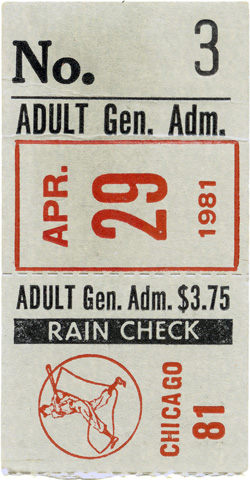 No. 3
ADULT Gen. Adm.
APR. 29 1981
ADULT Gen. Adm. $3.75
RAIN CHECK
CHICAGO 81